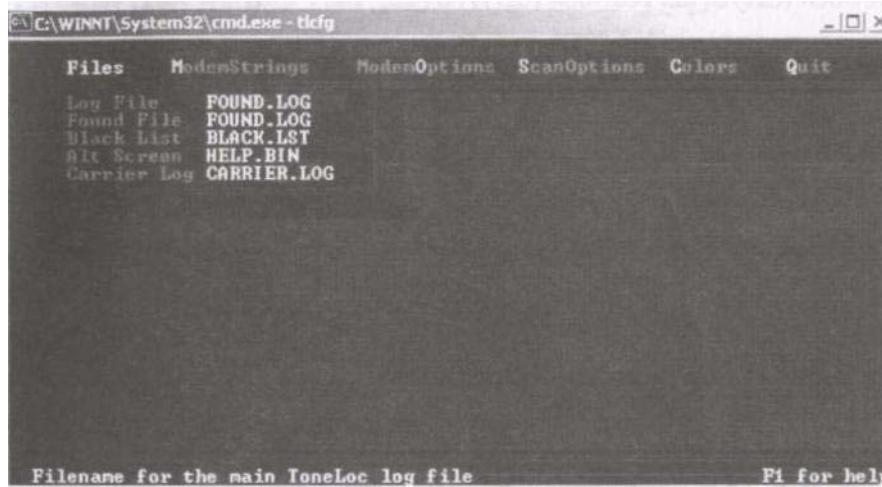 C:\WINNT\System32\cmd.exe - tlcfg
Files ModemStrings ModemOptions ScanOptions Colors Quit
Log File FOUND.LOG
Found File FOUND.LOG
Black List BLACK.LST
Alt Screen HELP.BIN
Carrier Log CARRIER.LOG
Filename for the main ToneLoc log file F1 for help